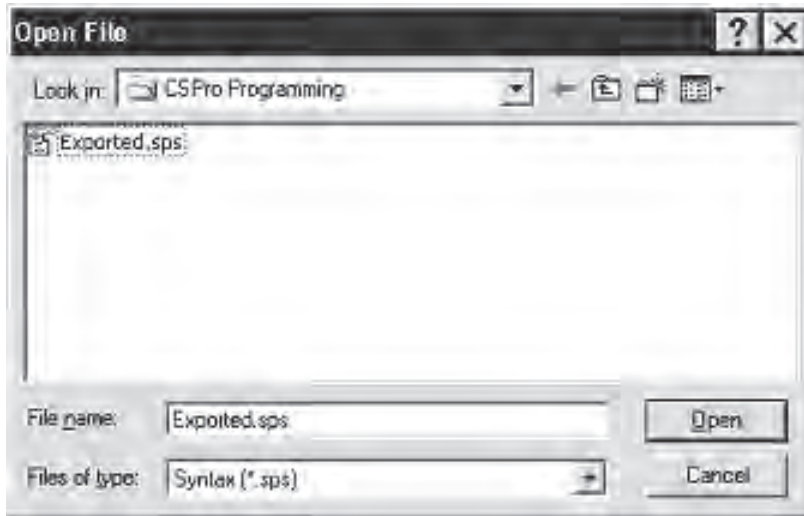 Open File
Look in: CSPro Programming
Exported.sps
File name: Exported.sps Open
Files of type: Syntax (*.sps) Cancel